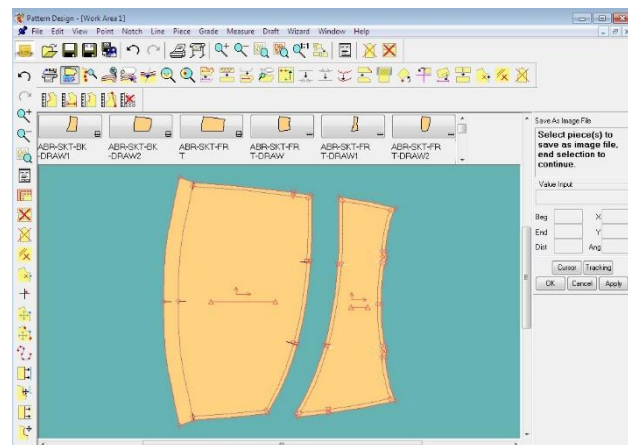 Pattern Design - [Work Area 1]
File Edit View Point Notch Line Piece Grade Measure Draft Wizard Window Help
ABR-SKT-BK
-DRAW1
ABR-SKT-BK
-DRAW2
ABR-SKT-FR
T
ABR-SKT-FR
T-DRAW
ABR-SKT-FR
T-DRAW1
ABR-SKT-FR
T-DRAW2
Save As Image File
Select piece(s) to
save as image file,
end selection to
continue.
Value Input
Beg X
End Y
Dist Ang
Cursor Tracking
OK Cancel Apply